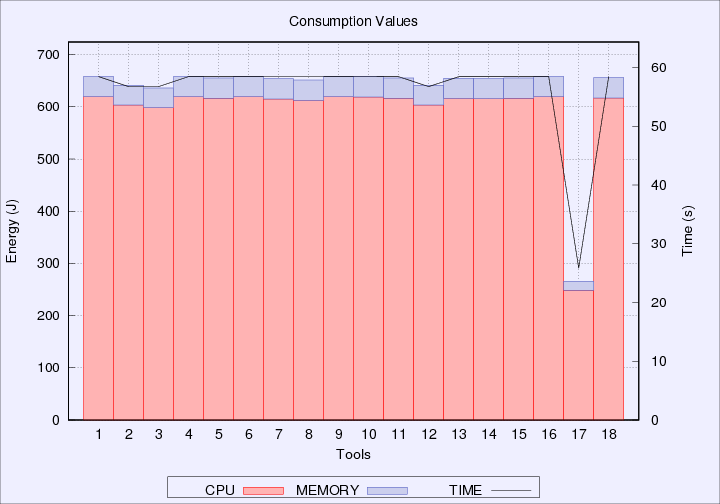 Consumption Values
700
600
500
400
300
200
100
0
Energy (J)
60
50
40
30
20
10
0
Time (s)
1 2 3 4 5 6 7 8 9 10 11 12 13 14 15 16 17 18
Tools
CPU MEMORY TIME